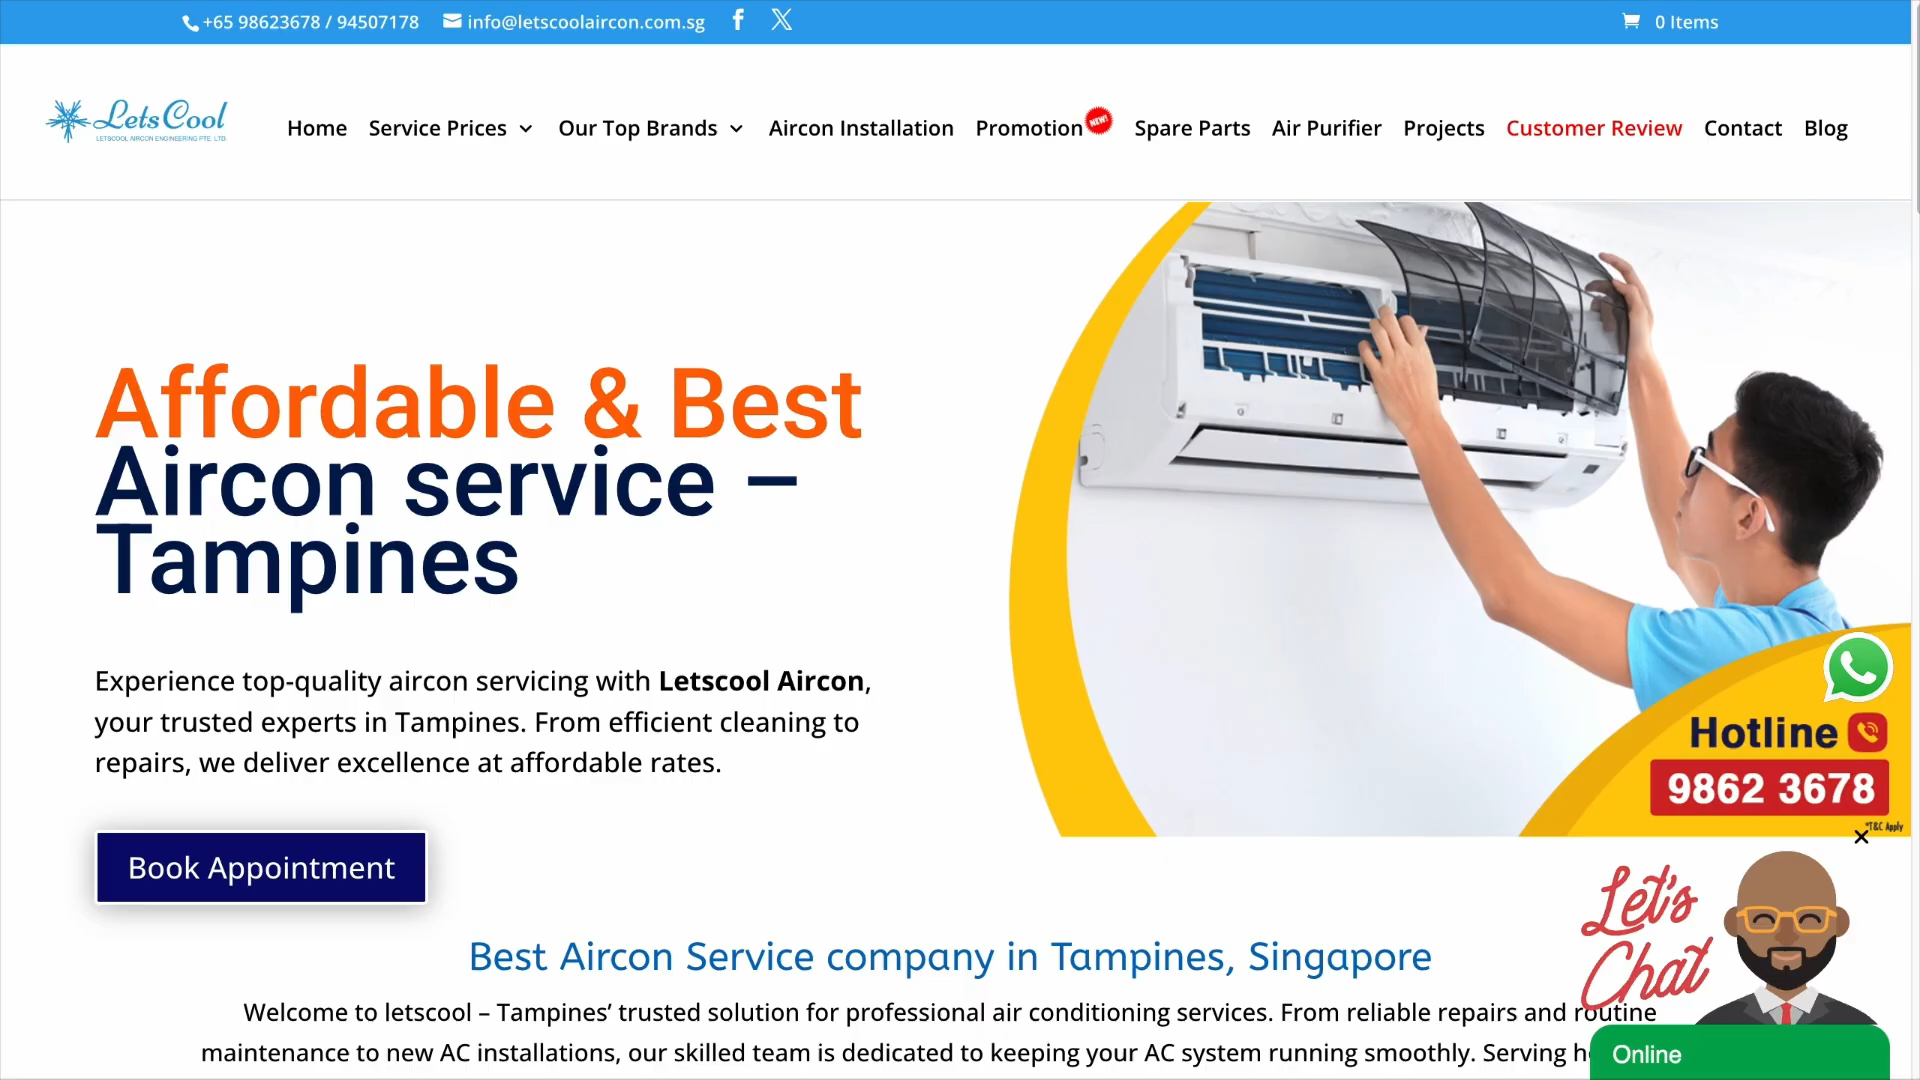 +65 98623678 / 94507178
info@letscoolaircon.com.sg
0 Items
LetsCool
LETSCOOL AIRCON ENGINEERING PTE. LTD.
Home
Service Prices
Our Top Brands
Aircon Installation
Promotion
NEW!
Spare Parts
Air Purifier
Projects
Customer Review
Contact
Blog
Affordable & Best
Aircon service –
Tampines
Experience top-quality aircon servicing with Letscool Aircon,
your trusted experts in Tampines. From efficient cleaning to
repairs, we deliver excellence at affordable rates.
Book Appointment
Hotline
9862 3678
*T&C Apply
Best Aircon Service company in Tampines, Singapore
Welcome to letscool – Tampines’ trusted solution for professional air conditioning services. From reliable repairs and routine
maintenance to new AC installations, our skilled team is dedicated to keeping your AC system running smoothly. Serving
Let's
Chat
Online